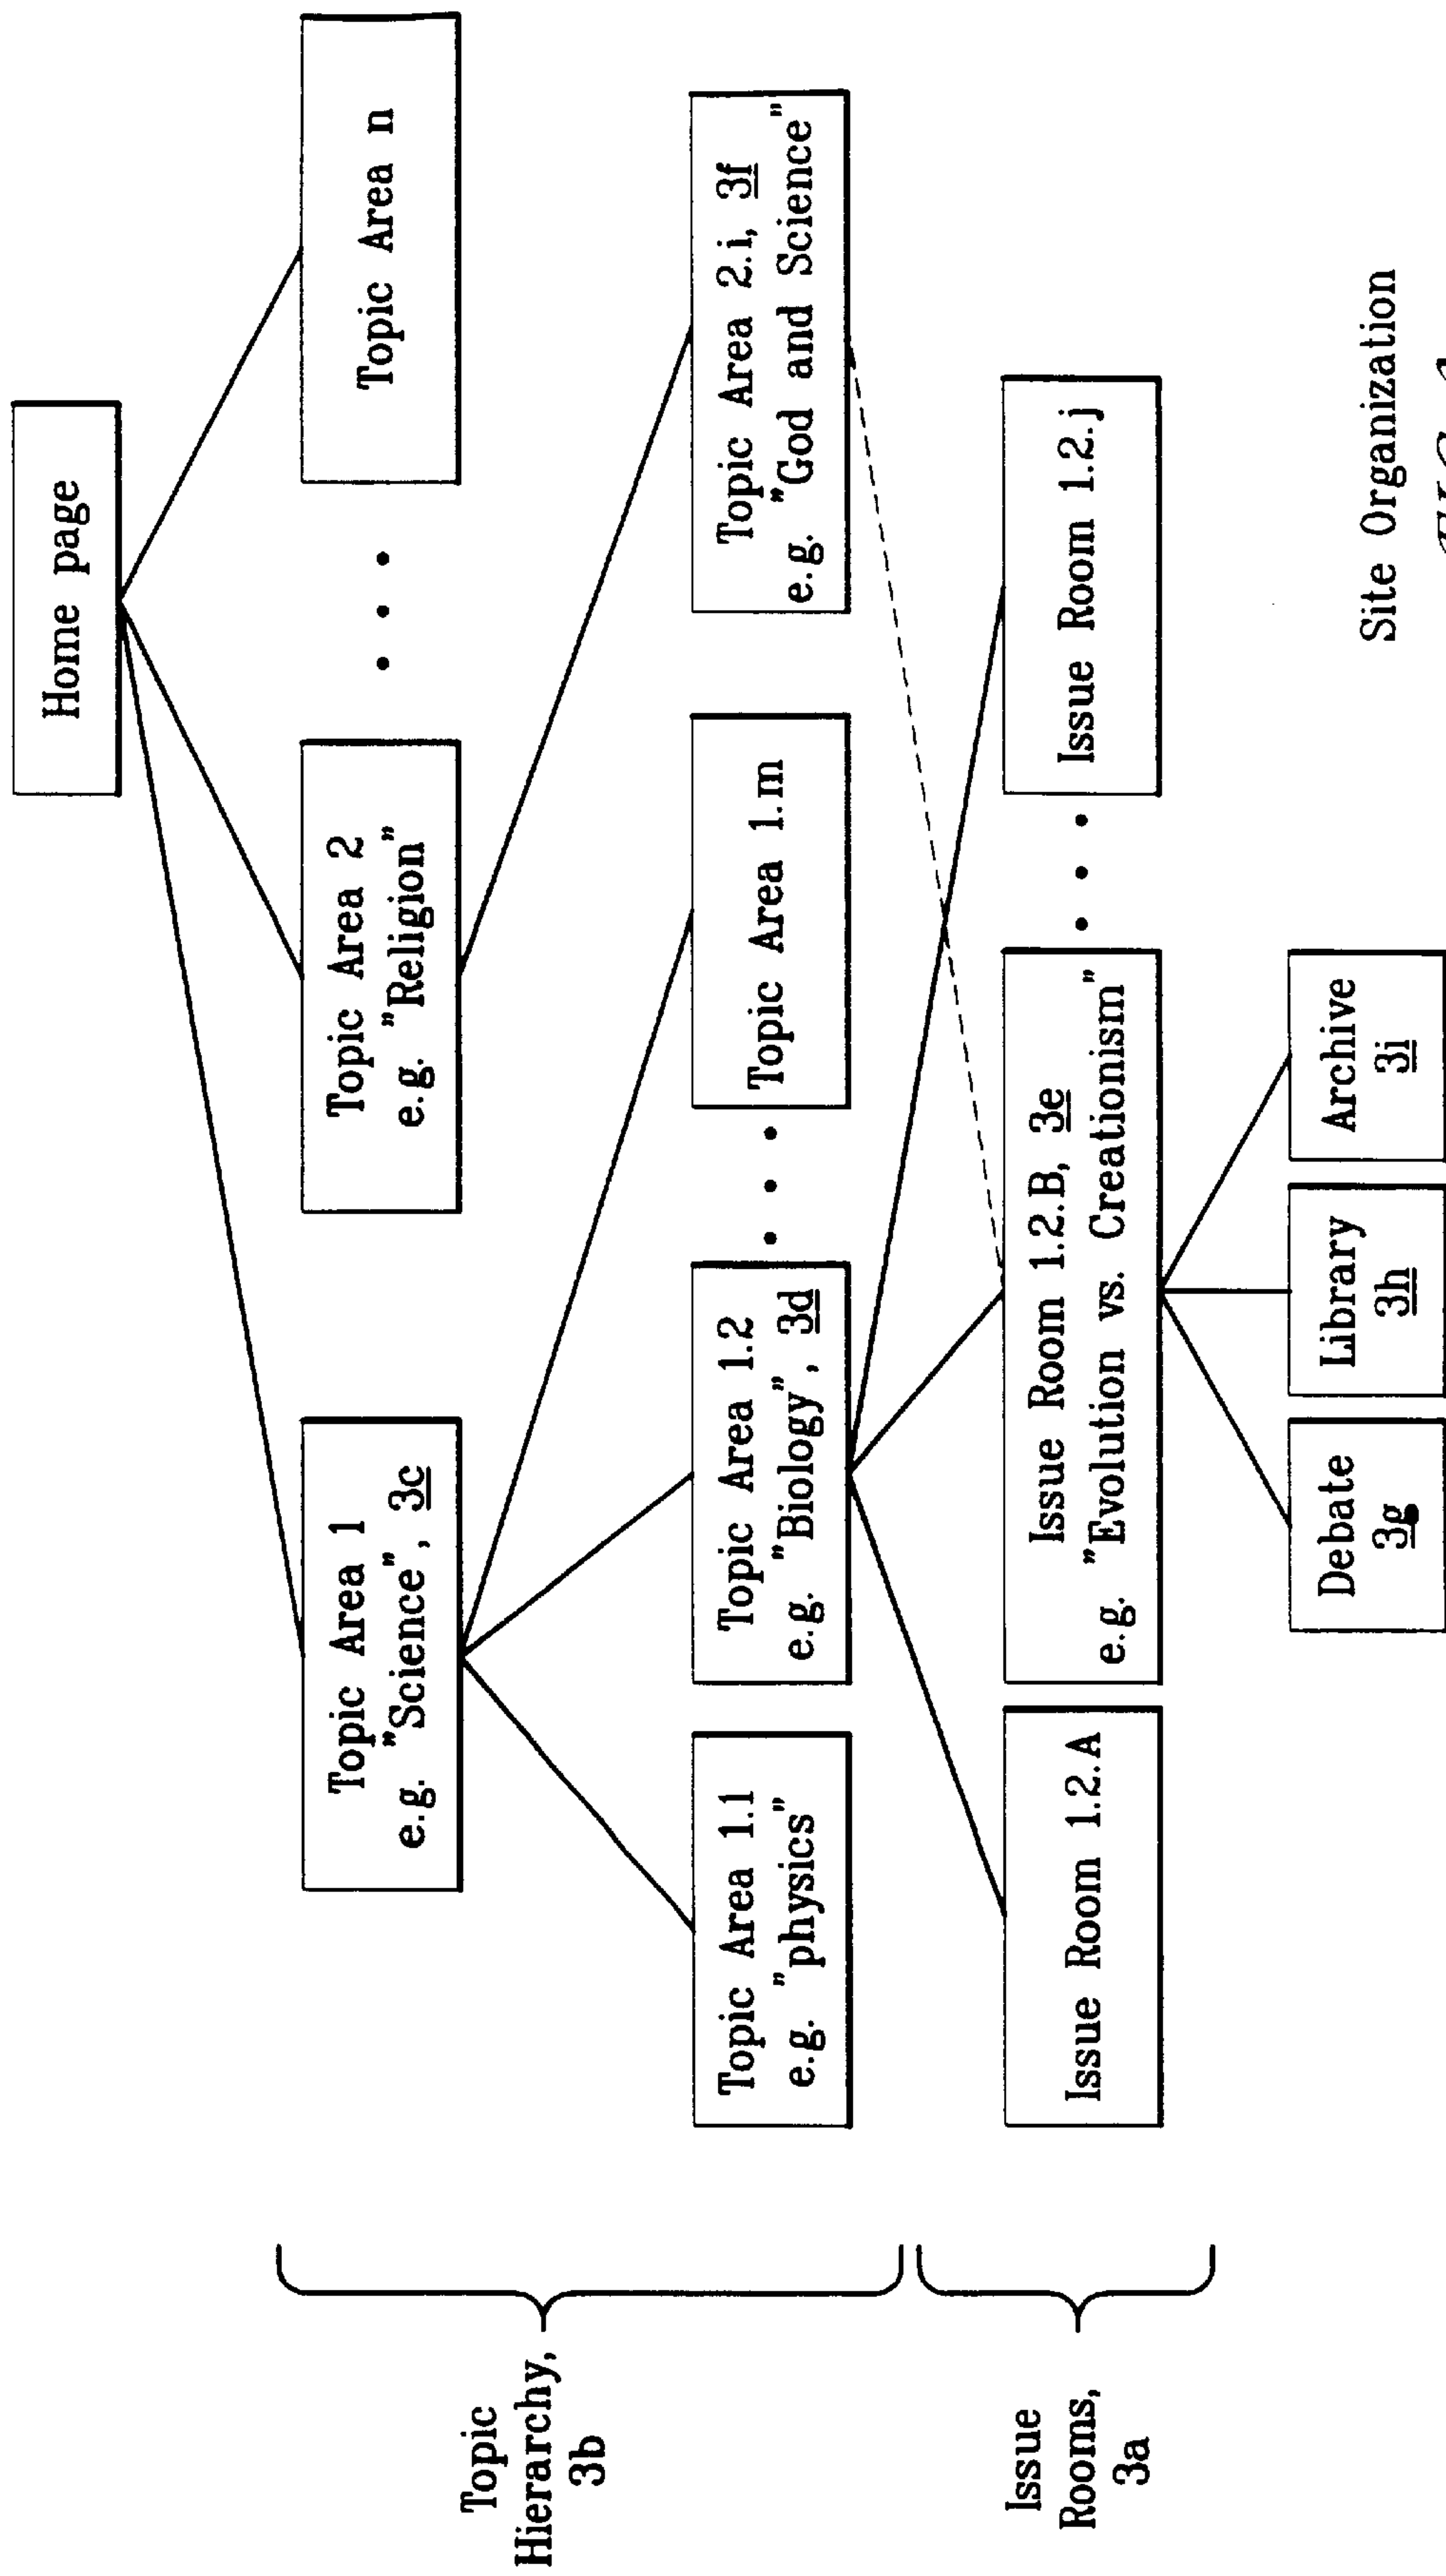 Home page
Topic Area 1
e.g. "Science", 3c
Topic Area 2
e.g. "Religion"
• • •
Topic Area n
Topic
Hierarchy,
3b
Topic Area 1.1
e.g. "physics"
Topic Area 1.2
e.g. "Biology", 3d
• • •
Topic Area 1.m
Topic Area 2.i, 3f
e.g. "God and Science"
Issue
Rooms,
3a
Issue Room 1.2.A
Issue Room 1.2.B, 3e
e.g. "Evolution vs. Creationism"
• • •
Issue Room 1.2.j
Debate
3g
Library
3h
Archive
3i
Site Organization